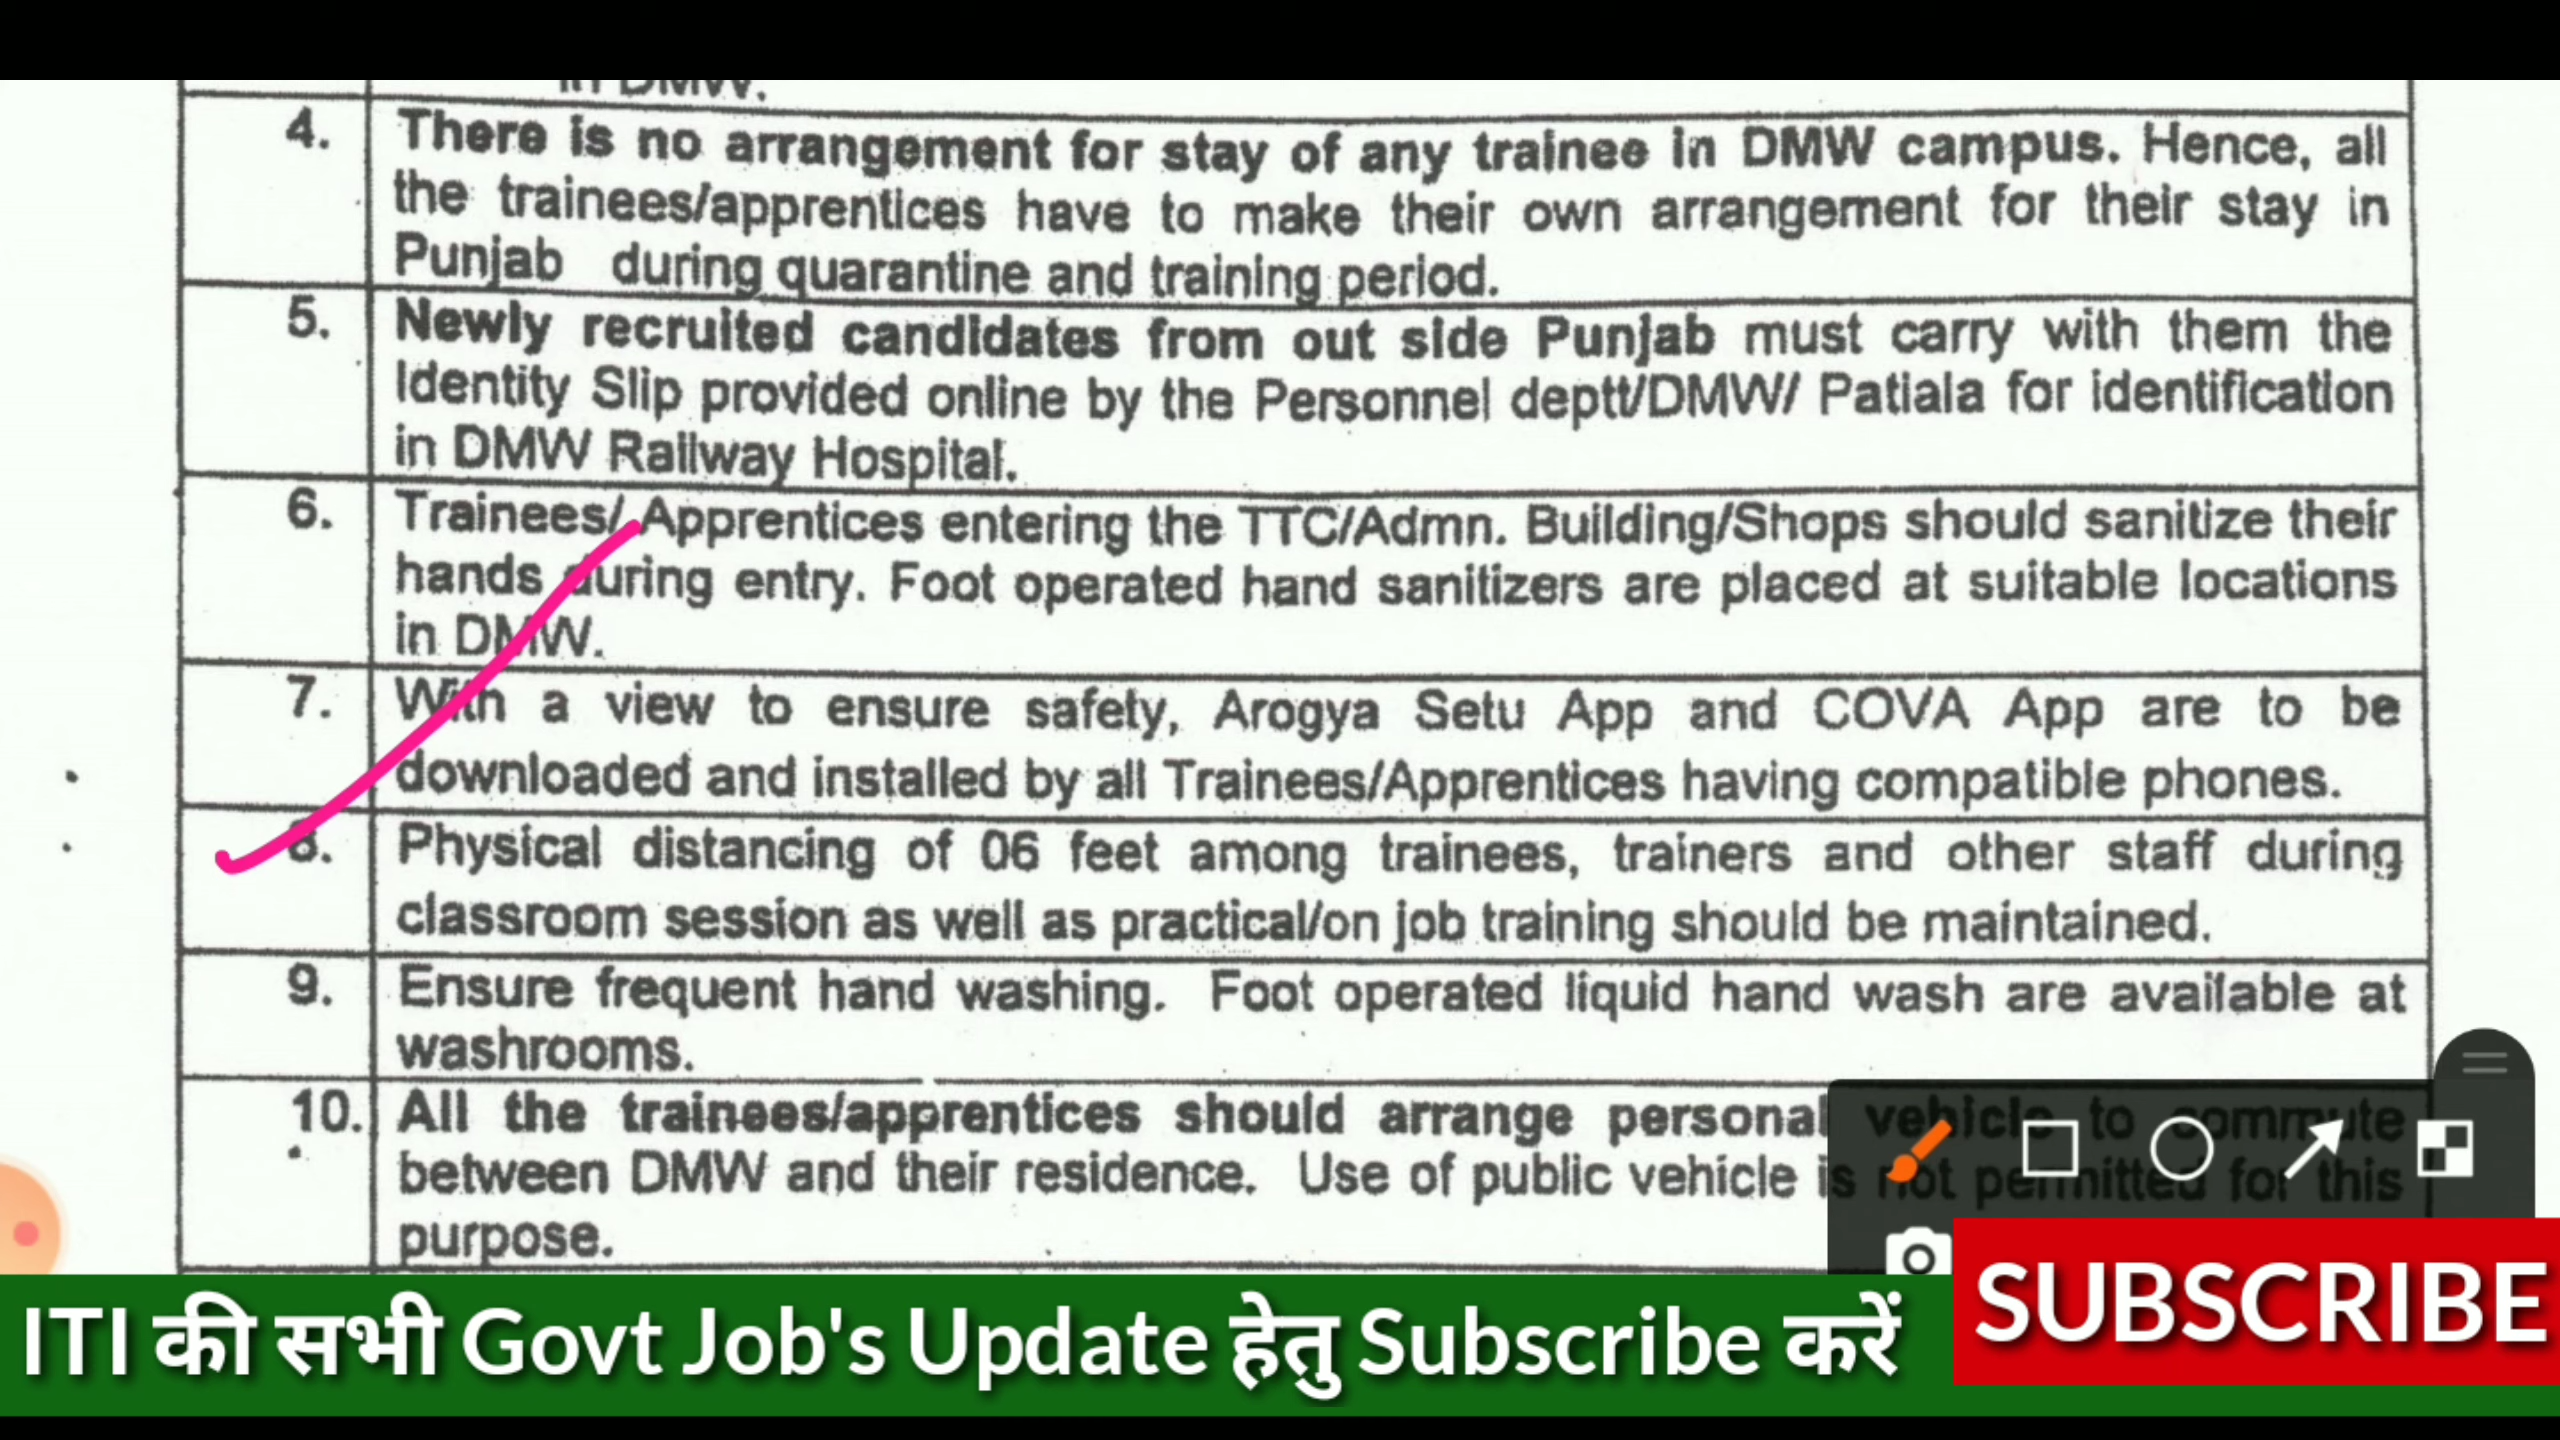 in DMW.
4. There is no arrangement for stay of any trainee in DMW campus. Hence, all
the trainees/apprentices have to make their own arrangement for their stay in
Punjab during quarantine and training period.
5. Newly recruited candidates from out side Punjab must carry with them the
Identity Slip provided online by the Personnel deptt/DMW/ Patiala for identification
in DMW Railway Hospital.
6. Trainees/ Apprentices entering the TTC/Admn. Building/Shops should sanitize their
hands during entry. Foot operated hand sanitizers are placed at suitable locations
in DMW.
7. With a view to ensure safety, Arogya Setu App and COVA App are to be
downloaded and installed by all Trainees/Apprentices having compatible phones.
8. Physical distancing of 06 feet among trainees, trainers and other staff during
classroom session as well as practical/on job training should be maintained.
9. Ensure frequent hand washing. Foot operated liquid hand wash are available at
washrooms.
10. All the trainees/apprentices should arrange personal vehicle to commute
between DMW and their residence. Use of public vehicle is not permitted for this
purpose.
ITI की सभी Govt Job's Update हेतु Subscribe करें
SUBSCRIBE